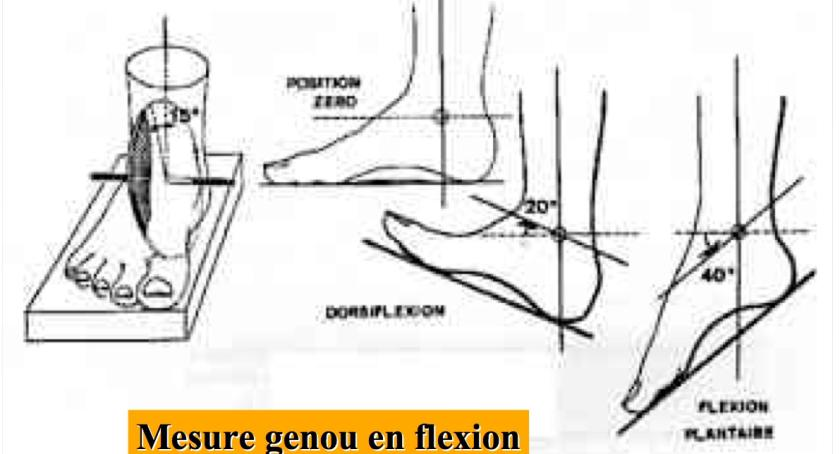 15°
POSITION
ZERO
20°
DORSIFLEXION
40°
FLEXION
PLANTAIRE
Mesure genou en flexion